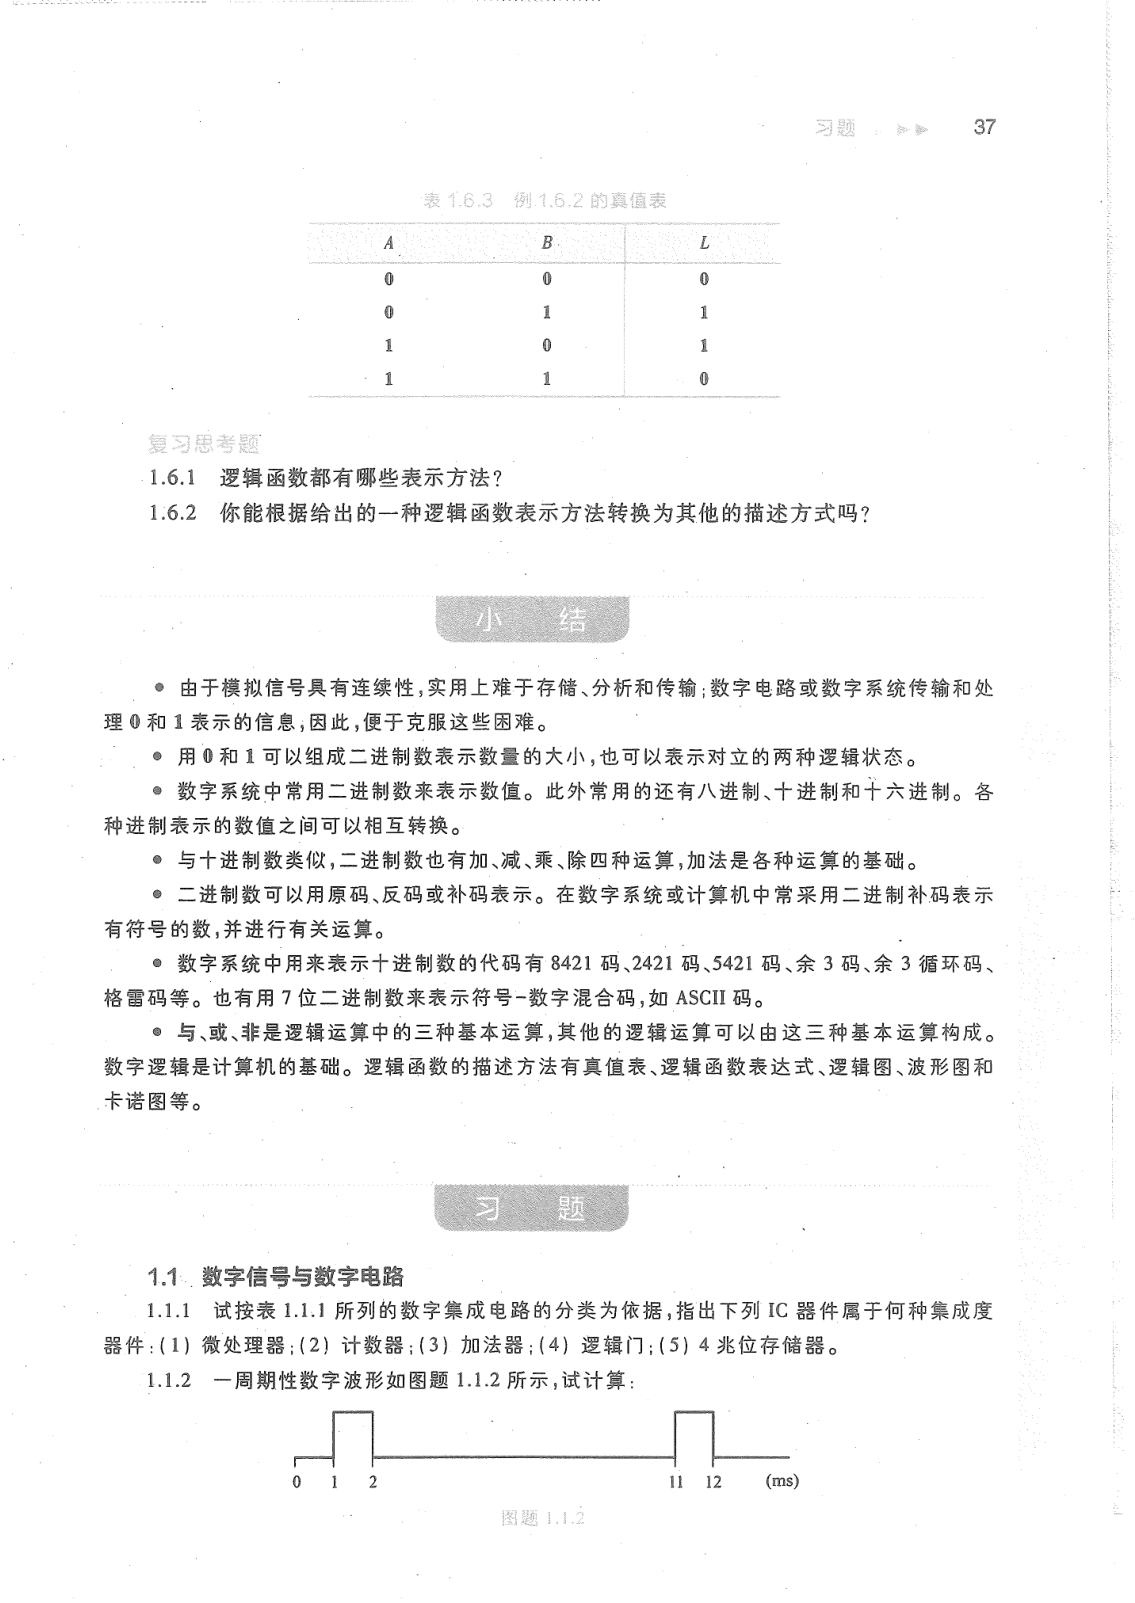 习题 37
表 1.6.3 例 1.6.2 的真值表
A B L
0 0 0
0 1 1
1 0 1
1 1 0
复习思考题
1.6.1 逻辑函数都有哪些表示方法?
1.6.2 你能根据给出的一种逻辑函数表示方法转换为其他的描述方式吗?
小 结
● 由于模拟信号具有连续性,实用上难于存储、分析和传输;数字电路或数字系统传输和处
理 0 和 1 表示的信息,因此,便于克服这些困难。
● 用 0 和 1 可以组成二进制数表示数量的大小,也可以表示对立的两种逻辑状态。
● 数字系统中常用二进制数来表示数值。此外常用的还有八进制、十进制和十六进制。各
种进制表示的数值之间可以相互转换。
● 与十进制数类似,二进制数也有加、减、乘、除四种运算,加法是各种运算的基础。
● 二进制数可以用原码、反码或补码表示。在数字系统或计算机中常采用二进制补码表示
有符号的数,并进行有关运算。
● 数字系统中用来表示十进制数的代码有 8421 码、2421 码、5421 码、余 3 码、余 3 循环码、
格雷码等。也有用 7 位二进制数来表示符号-数字混合码,如 ASCII 码。
● 与、或、非是逻辑运算中的三种基本运算,其他的逻辑运算可以由这三种基本运算构成。
数字逻辑是计算机的基础。逻辑函数的描述方法有真值表、逻辑函数表达式、逻辑图、波形图和
卡诺图等。
习 题
1.1 数字信号与数字电路
1.1.1 试按表 1.1.1 所列的数字集成电路的分类为依据,指出下列 IC 器件属于何种集成度
器件:(1) 微处理器;(2) 计数器;(3) 加法器;(4) 逻辑门;(5) 4 兆位存储器。
1.1.2 一周期性数字波形如图题 1.1.2 所示,试计算:
0 1 2 11 12 (ms)
图题 1.1.2